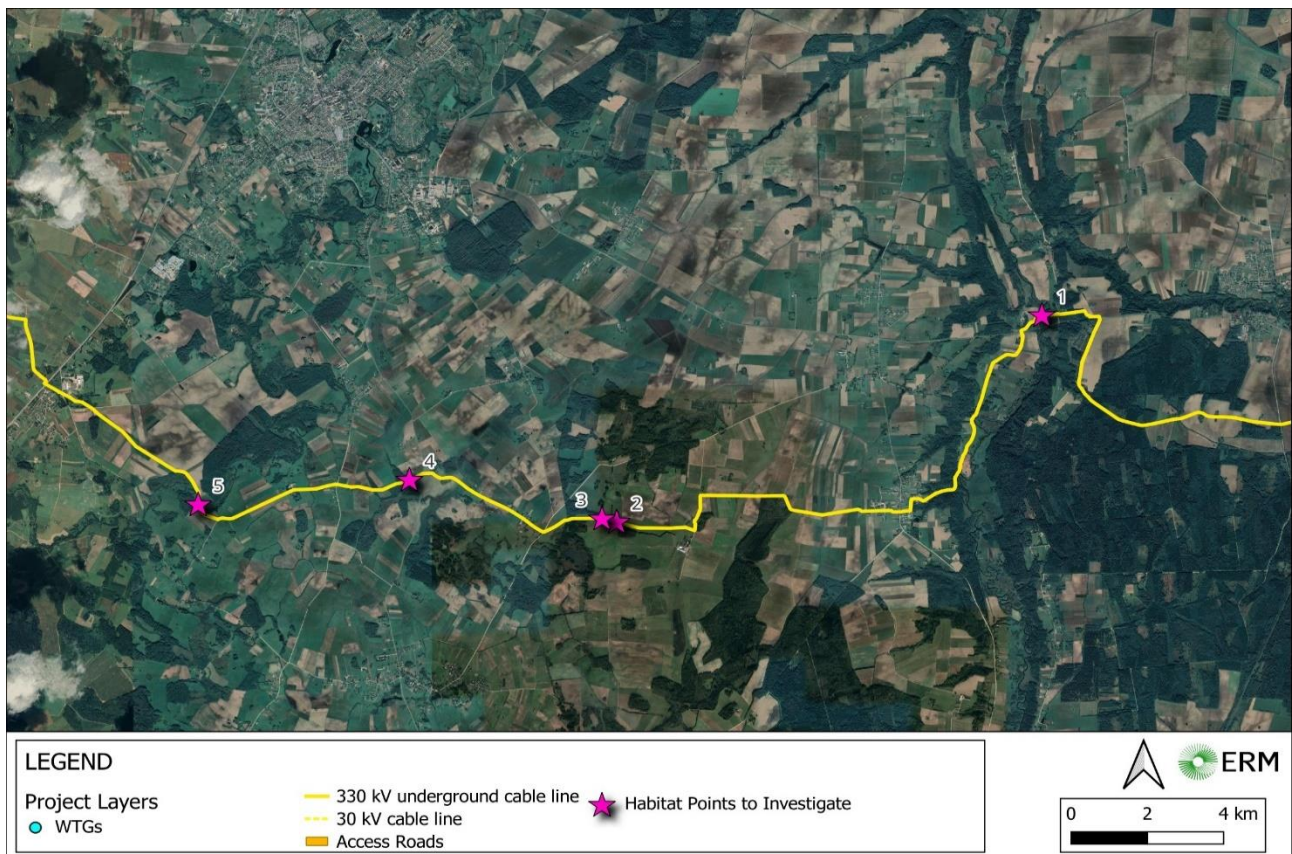 1
4
5
3
2
LEGEND
Project Layers
WTGs
330 kV underground cable line
30 kV cable line
Access Roads
Habitat Points to Investigate
ERM
0 2 4 km